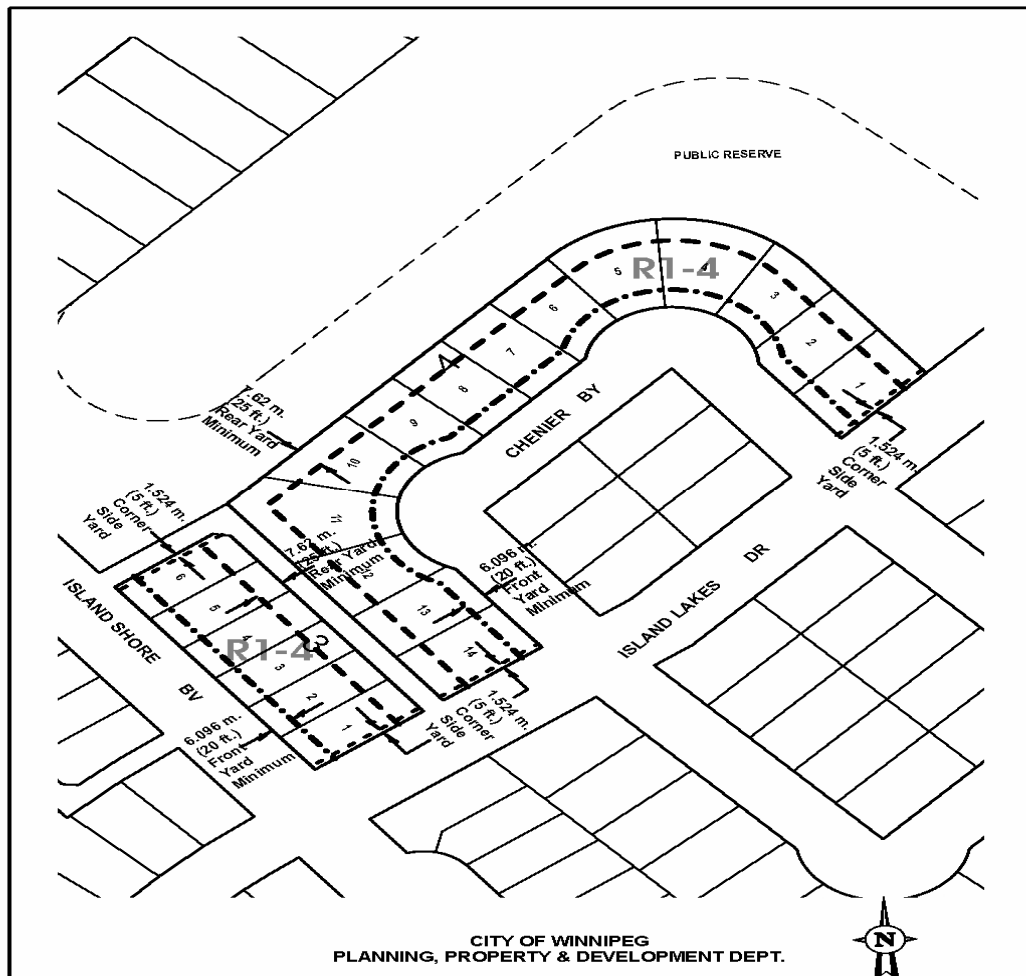 PUBLIC RESERVE
R1-4
5
4
3
2
1
6
7
8
9
10
11
12
13
14
4
CHENIER BY
7.62 m.
(25 ft.)
Rear Yard
Minimum
1.524 m.
(5 ft.)
Corner
Side
Yard
1.524 m.
(5 ft.)
Corner
Side
Yard
7.62 m.
(25 ft.)
Rear Yard
Minimum
6.096 m.
(20 ft.)
Front
Yard
Minimum
ISLAND LAKES DR
ISLAND SHORE BV
R1-4
3
6
5
4
3
2
1
6.096 m.
(20 ft.)
Front
Yard
Minimum
1.524 m.
(5 ft.)
Corner
Side
Yard
CITY OF WINNIPEG
PLANNING, PROPERTY & DEVELOPMENT DEPT.
N